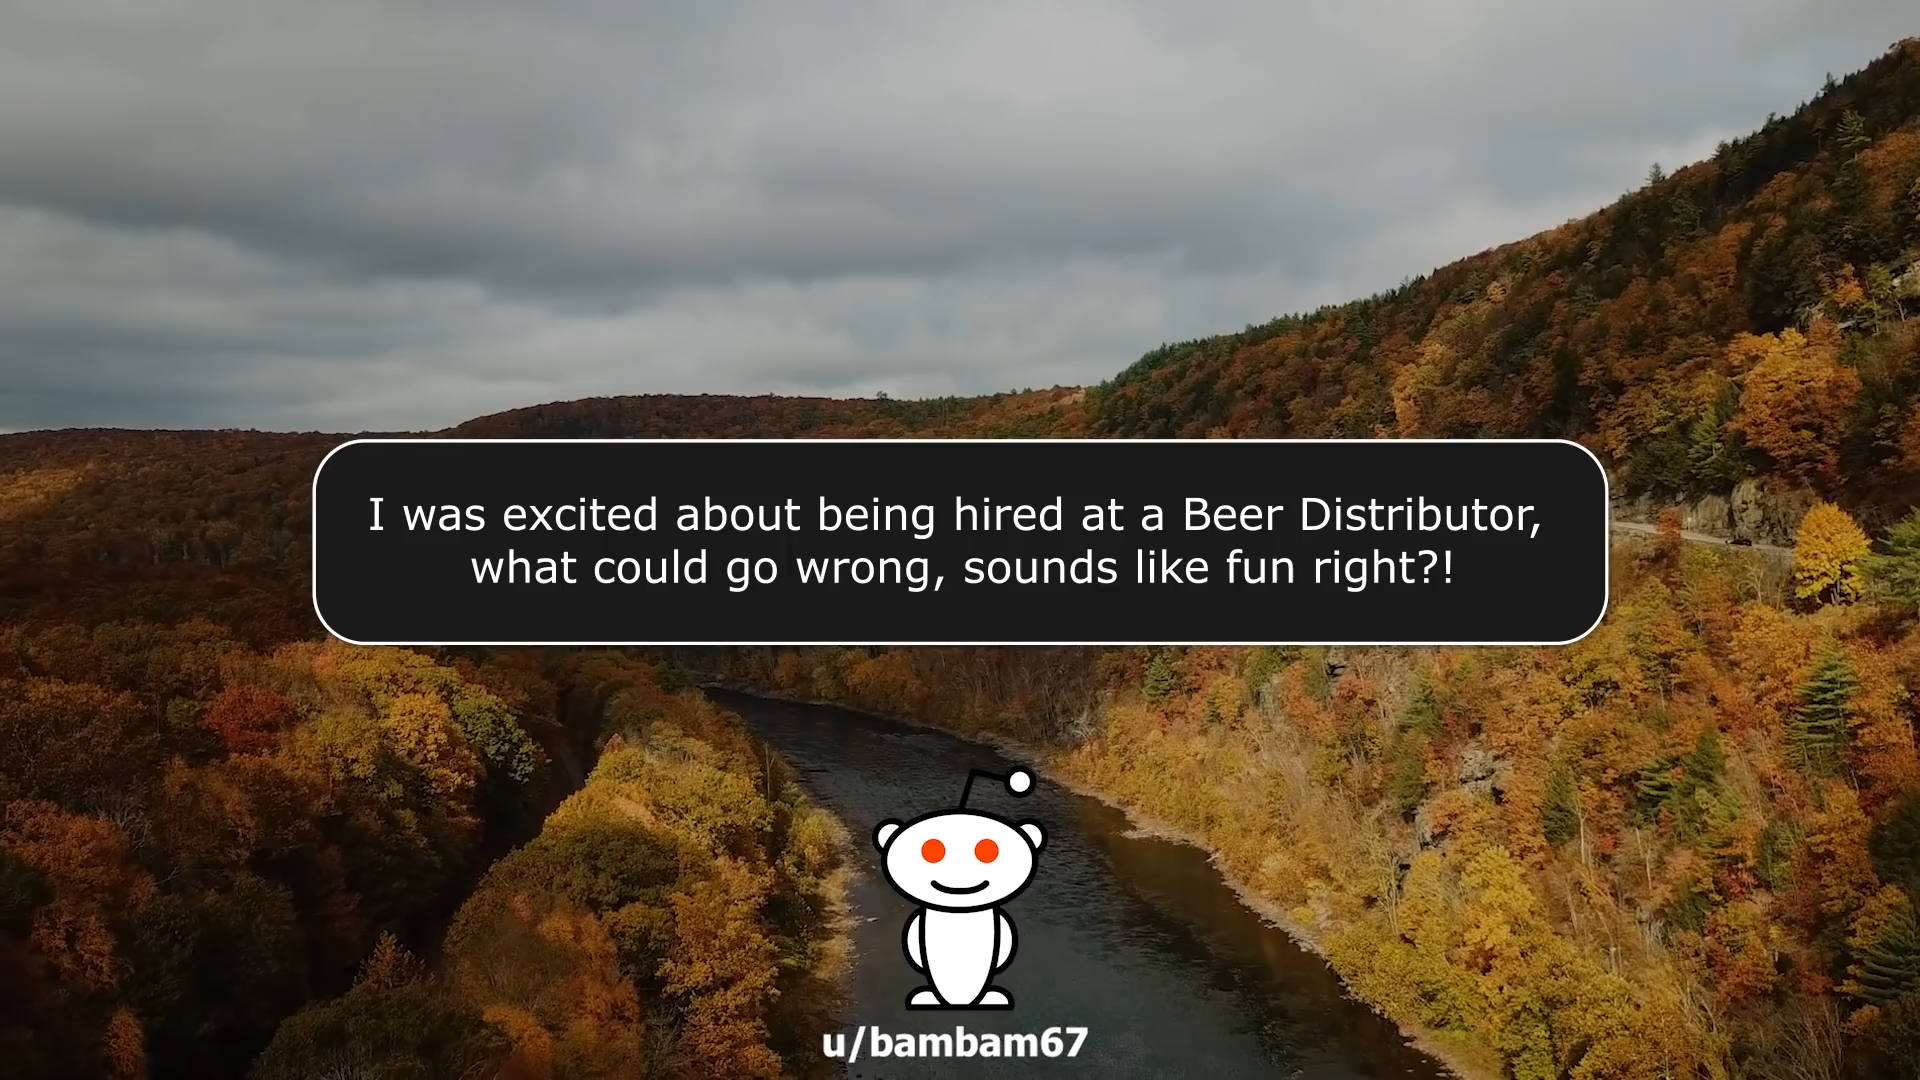 I was excited about being hired at a Beer Distributor,
what could go wrong, sounds like fun right?!
u/bambam67